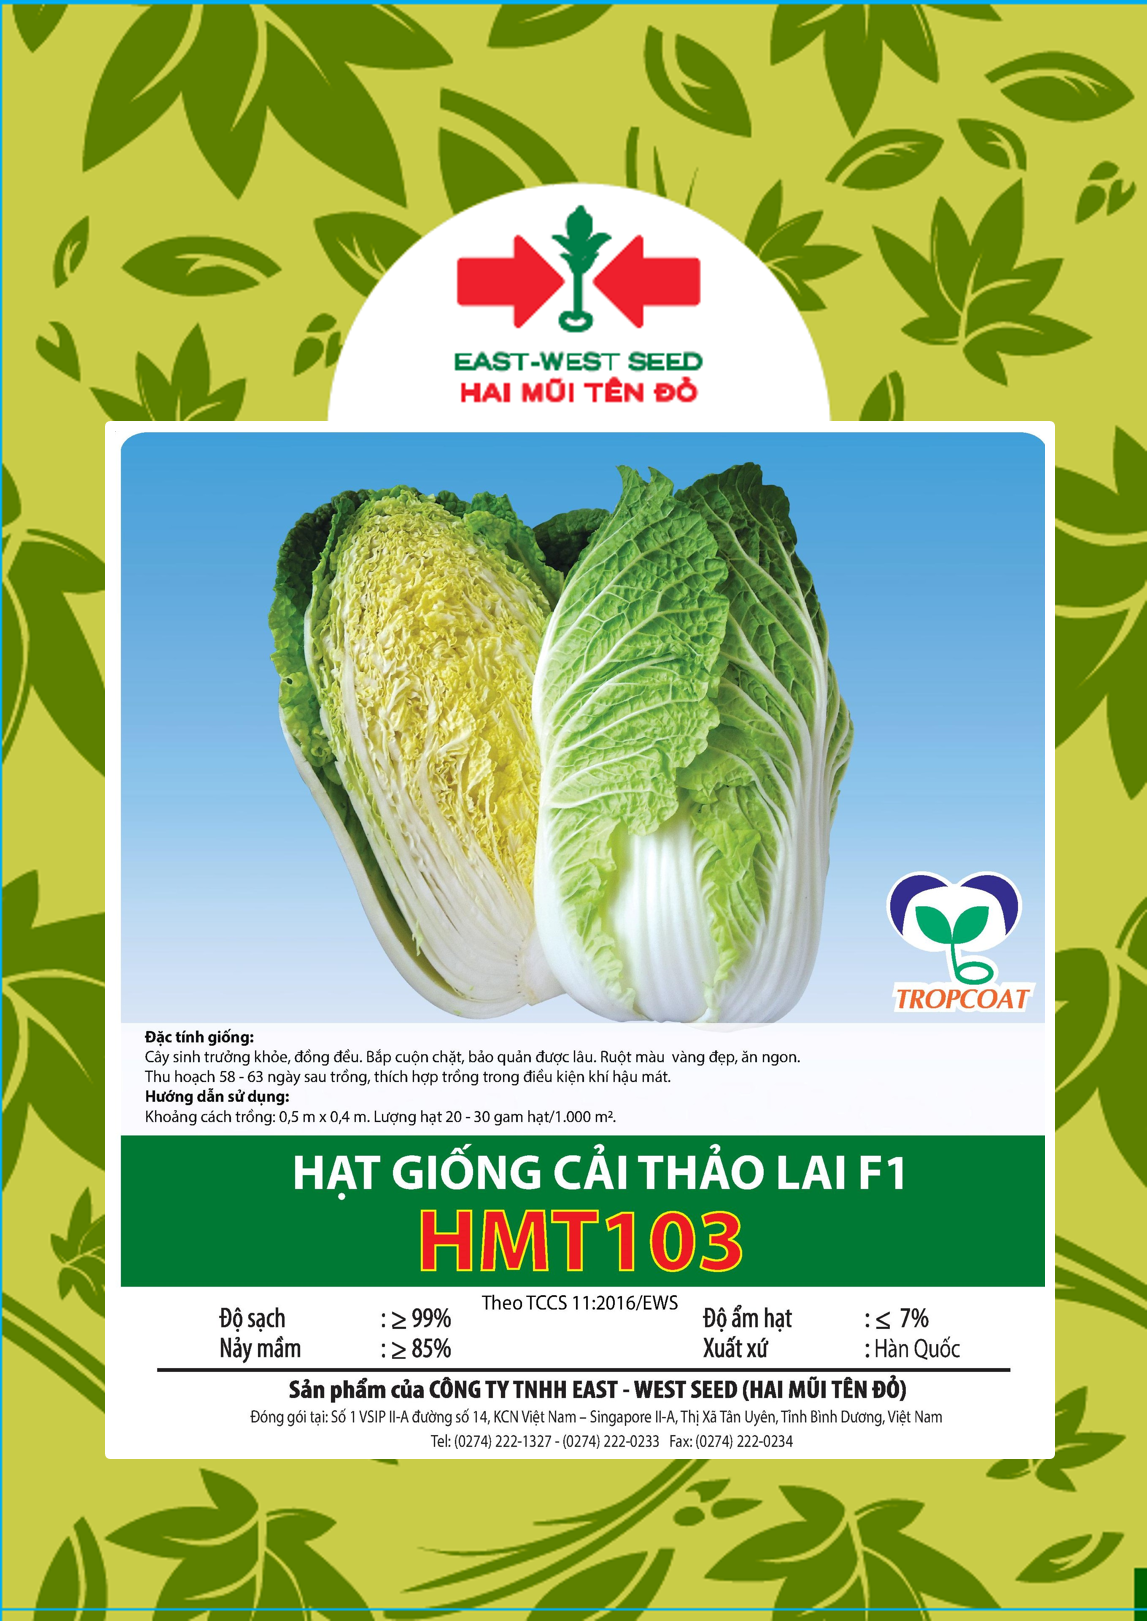 EAST-WEST SEED
HAI MŨI TÊN ĐỎ
TROPCOAT
Đặc tính giống:
Cây sinh trưởng khỏe, đồng đều. Bắp cuộn chặt, bảo quản được lâu. Ruột màu vàng đẹp, ăn ngon.
Thu hoạch 58 - 63 ngày sau trồng, thích hợp trồng trong điều kiện khí hậu mát.
Hướng dẫn sử dụng:
Khoảng cách trồng: 0,5 m x 0,4 m. Lượng hạt 20 - 30 gam hạt/1.000 m².
HẠT GIỐNG CẢI THẢO LAI F1
HMT103
Theo TCCS 11:2016/EWS
Độ sạch : ≥ 99% Độ ẩm hạt : ≤ 7%
Nảy mầm : ≥ 85% Xuất xứ : Hàn Quốc
Sản phẩm của CÔNG TY TNHH EAST - WEST SEED (HAI MŨI TÊN ĐỎ)
Đóng gói tại: Số 1 VSIP II-A đường số 14, KCN Việt Nam – Singapore II-A, Thị Xã Tân Uyên, Tỉnh Bình Dương, Việt Nam
Tel: (0274) 222-1327 - (0274) 222-0233 Fax: (0274) 222-0234